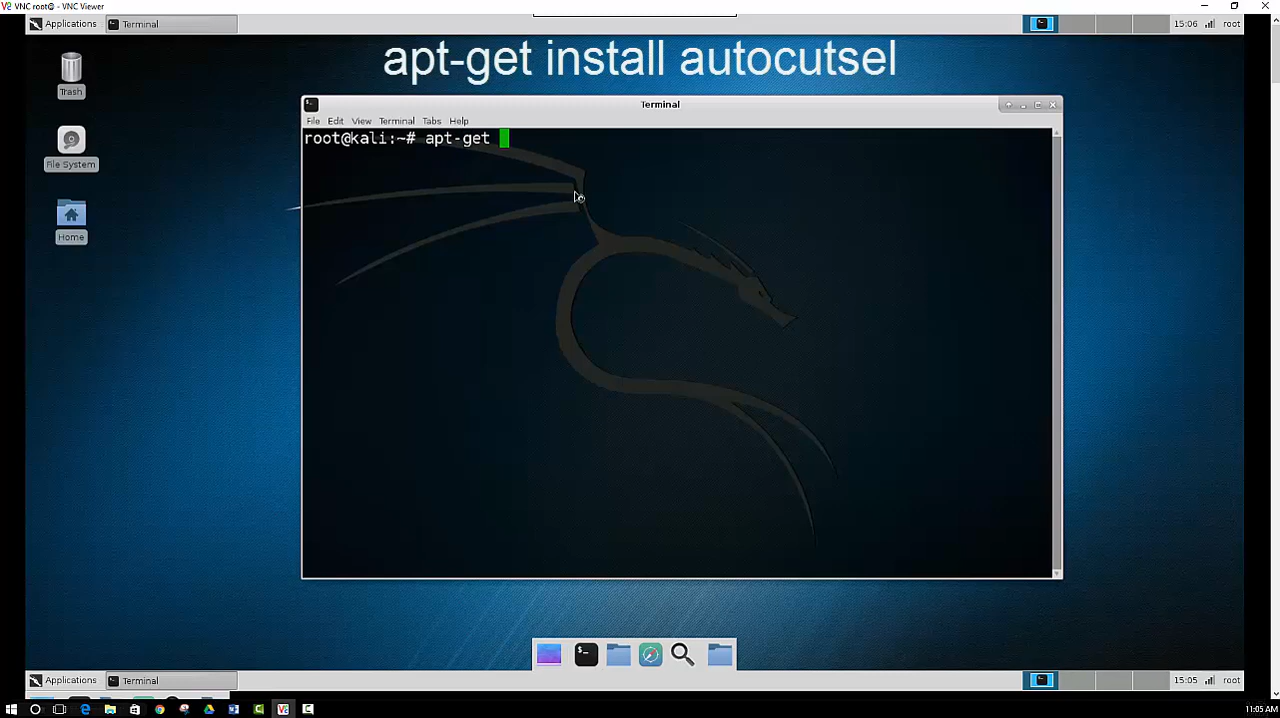 VNC root@ - VNC Viewer
Applications
Terminal
15:06
root
apt-get install autocutsel
Trash
File System
Home
Terminal
File Edit View Terminal Tabs Help
root@kali:~# apt-get
Applications
Terminal
15:05
root
11:05 AM